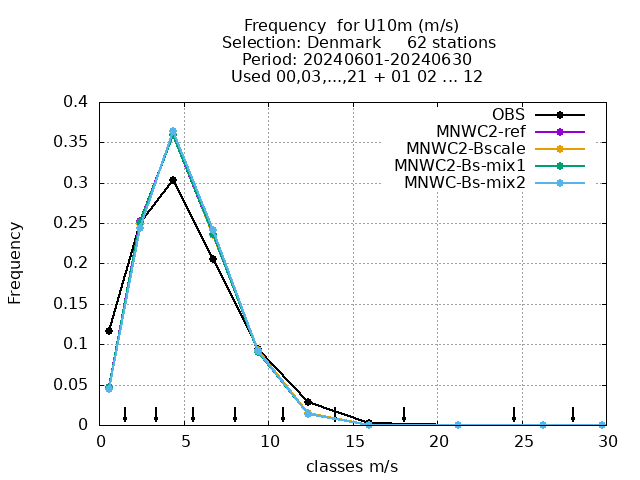 Frequency  for U10m (m/s)
Selection: Denmark     62 stations
Period: 20240601-20240630
Used 00,03,...,21 + 01 02 ... 12
OBS
MNWC2-ref
MNWC2-Bscale
MNWC2-Bs-mix1
MNWC-Bs-mix2
0.4
0.35
0.3
0.25
0.2
0.15
0.1
0.05
0
Frequency
0 5 10 15 20 25 30
classes m/s